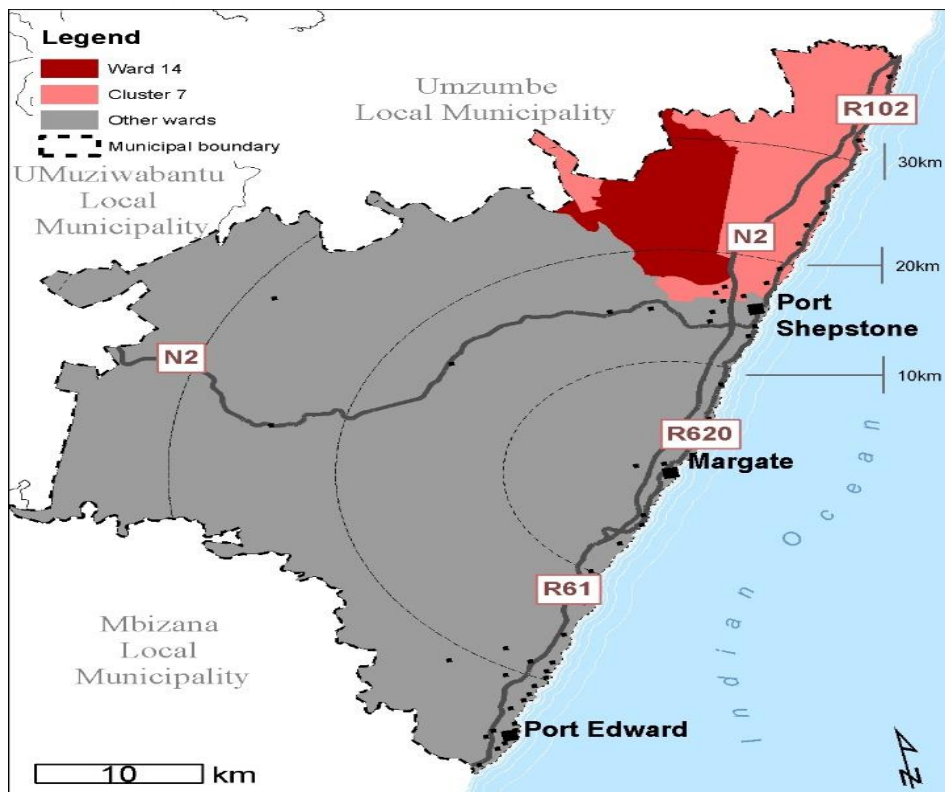 Legend
Ward 14
Cluster 7
Other wards
Municipal boundary
Umzumbe
Local Municipality
UMuziwabantu
Local
Municipality
R102
30km
N2
20km
Port
Shepstone
N2
10km
R620
Margate
Indian Ocean
R61
Mbizana
Local
Municipality
Port Edward
10 km
N